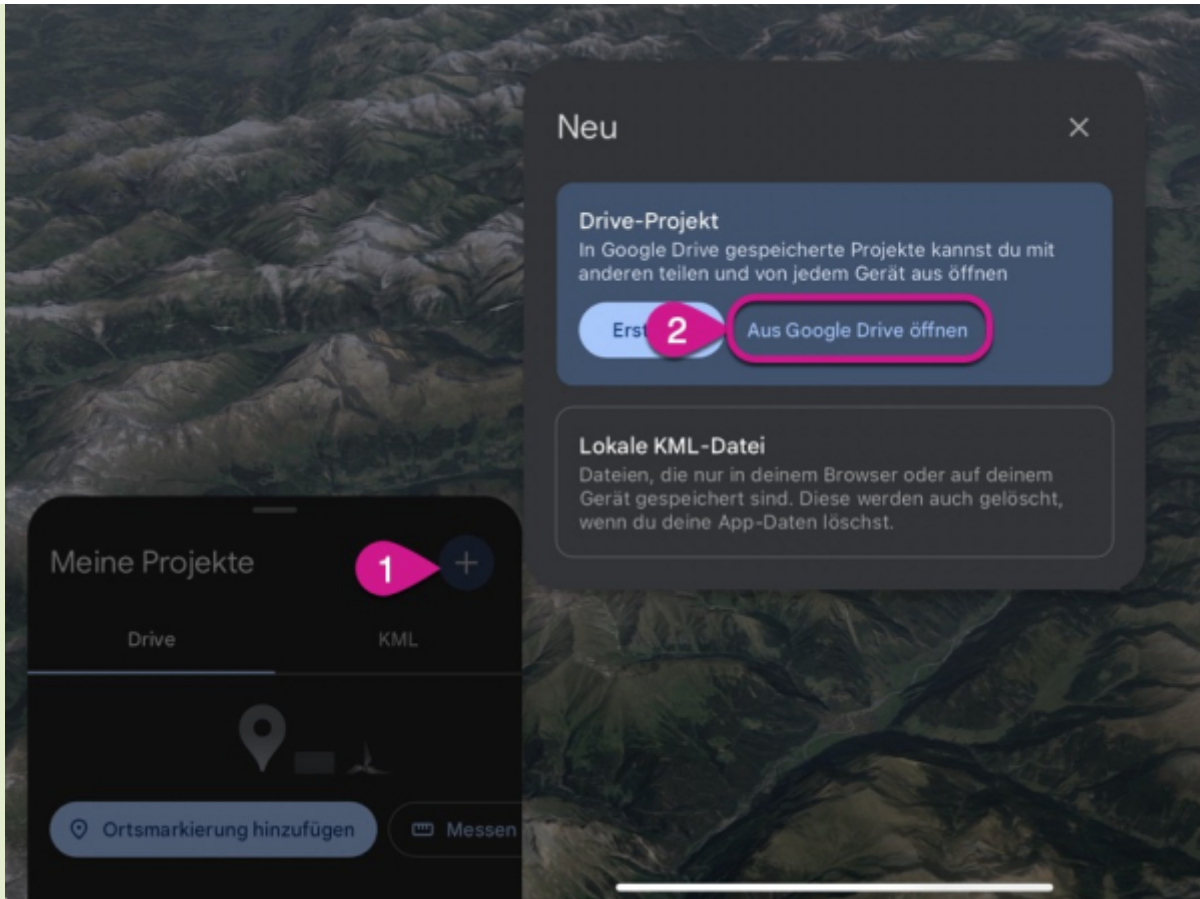 Neu
Drive-Projekt
In Google Drive gespeicherte Projekte kannst du mit
anderen teilen und von jedem Gerät aus öffnen
2
Aus Google Drive öffnen
Lokale KML-Datei
Dateien, die nur in deinem Browser oder auf deinem
Gerät gespeichert sind. Diese werden auch gelöscht,
wenn du deine App-Daten löschst.
Meine Projekte
1
Drive
KML
Ortsmarkierung hinzufügen
Messen